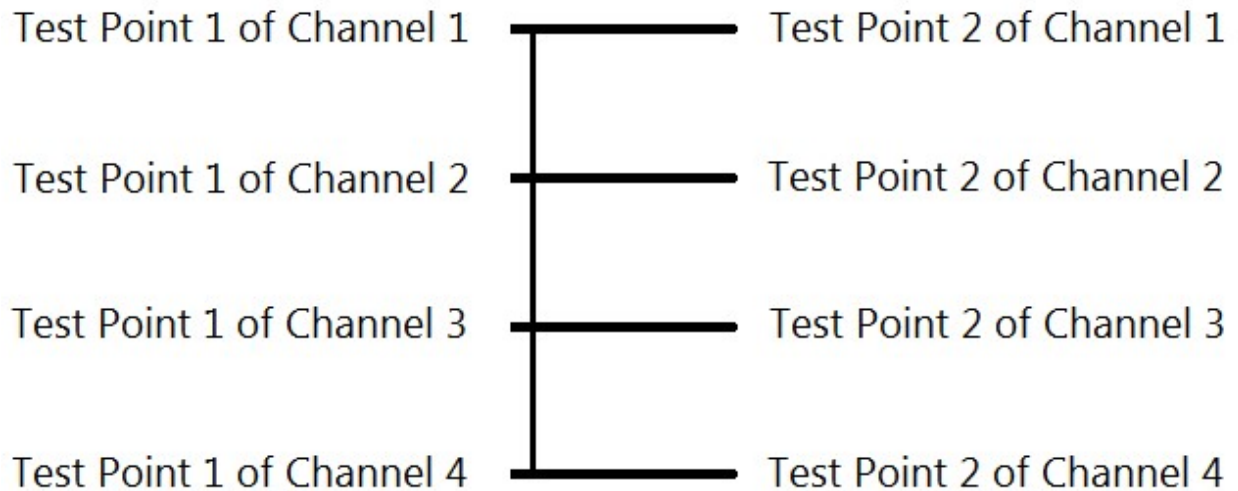 Test Point 1 of Channel 1 Test Point 2 of Channel 1
Test Point 1 of Channel 2 Test Point 2 of Channel 2
Test Point 1 of Channel 3 Test Point 2 of Channel 3
Test Point 1 of Channel 4 Test Point 2 of Channel 4